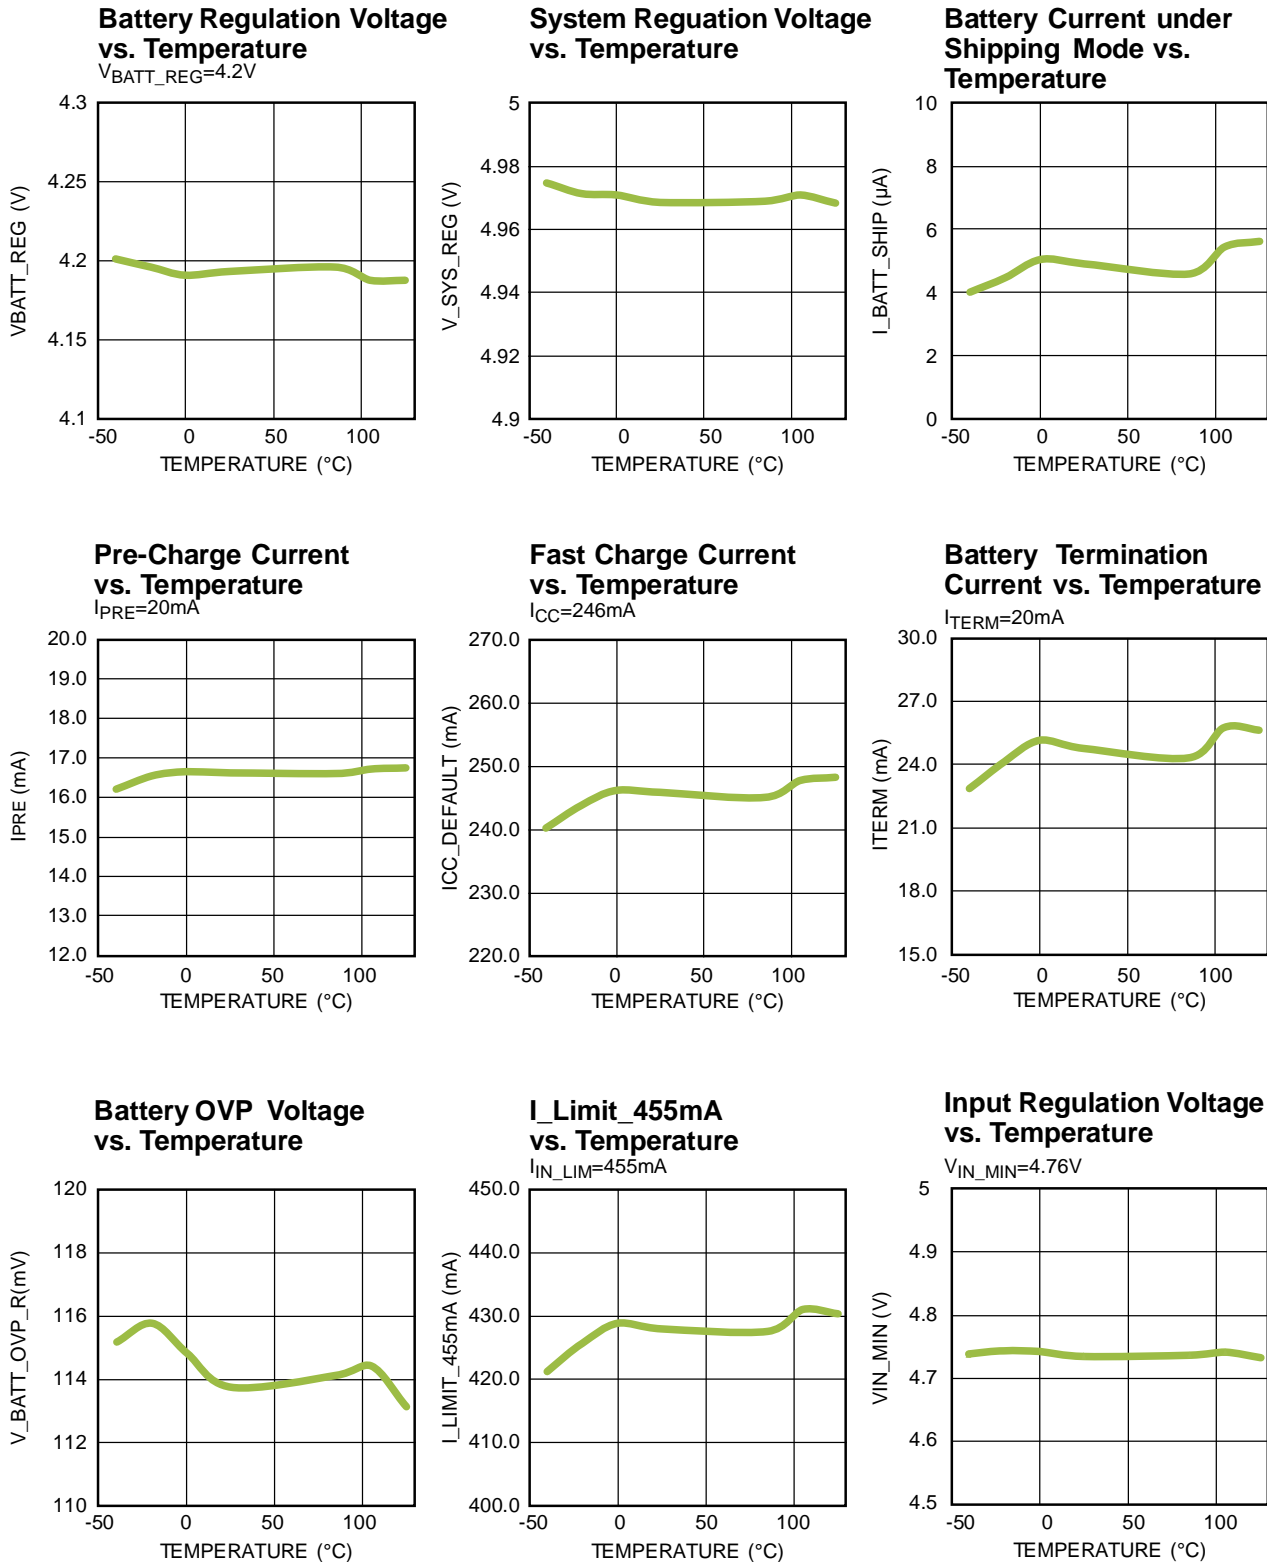 Battery Regulation Voltage
vs. Temperature
VBATT_REG=4.2V
4.3
4.25
4.2
4.15
4.1
VBATT_REG (V)
-50 0 50 100
TEMPERATURE (°C)
System Reguation Voltage
vs. Temperature
5
4.98
4.96
4.94
4.92
4.9
V_SYS_REG (V)
-50 0 50 100
TEMPERATURE (°C)
Battery Current under
Shipping Mode vs.
Temperature
10
8
6
4
2
0
I_BATT_SHIP (µA)
-50 0 50 100
TEMPERATURE (°C)
Pre-Charge Current
vs. Temperature
IPRE=20mA
20.0
19.0
18.0
17.0
16.0
15.0
14.0
13.0
12.0
IPRE (mA)
-50 0 50 100
TEMPERATURE (°C)
Fast Charge Current
vs. Temperature
ICC=246mA
270.0
260.0
250.0
240.0
230.0
220.0
ICC_DEFAULT (mA)
-50 0 50 100
TEMPERATURE (°C)
Battery Termination
Current vs. Temperature
ITERM=20mA
30.0
27.0
24.0
21.0
18.0
15.0
ITERM (mA)
-50 0 50 100
TEMPERATURE (°C)
Battery OVP Voltage
vs. Temperature
120
118
116
114
112
110
V_BATT_OVP_R(mV)
-50 0 50 100
TEMPERATURE (°C)
I_Limit_455mA
vs. Temperature
IIN_LIM=455mA
450.0
440.0
430.0
420.0
410.0
400.0
I_LIMIT_455mA (mA)
-50 0 50 100
TEMPERATURE (°C)
Input Regulation Voltage
vs. Temperature
VIN_MIN=4.76V
5
4.9
4.8
4.7
4.6
4.5
VIN_MIN (V)
-50 0 50 100
TEMPERATURE (°C)